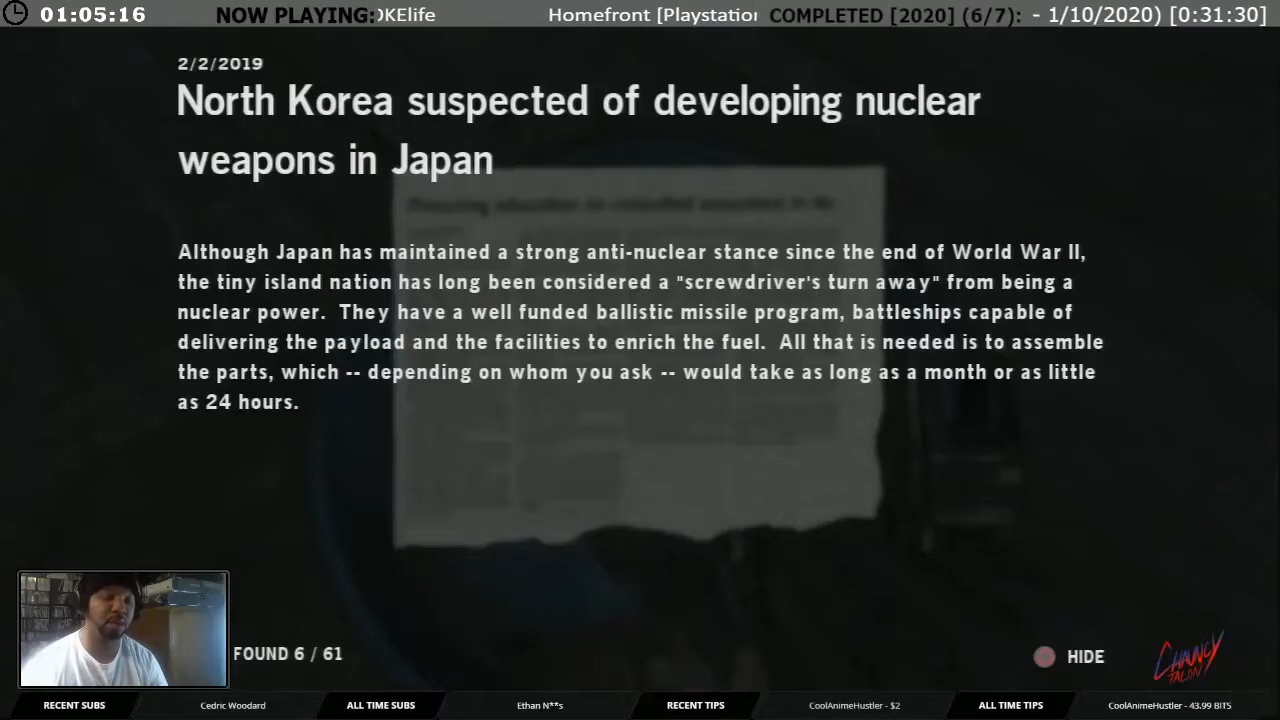 01:05:16 NOW PLAYING: OKElife Homefront [Playstation COMPLETED [2020] (6/7): - 1/10/2020) [0:31:30]
2/2/2019
North Korea suspected of developing nuclear
weapons in Japan
Although Japan has maintained a strong anti-nuclear stance since the end of World War II,
the tiny island nation has long been considered a "screwdriver's turn away" from being a
nuclear power. They have a well funded ballistic missile program, battleships capable of
delivering the payload and the facilities to enrich the fuel. All that is needed is to assemble
the parts, which -- depending on whom you ask -- would take as long as a month or as little
as 24 hours.
FOUND 6 / 61
HIDE
CHAUNCY
TALON
RECENT SUBS Cedric Woodard ALL TIME SUBS Ethan N**s RECENT TIPS CoolAnimeHustler - $2 ALL TIME TIPS CoolAnimeHustler - 43.99 BITS